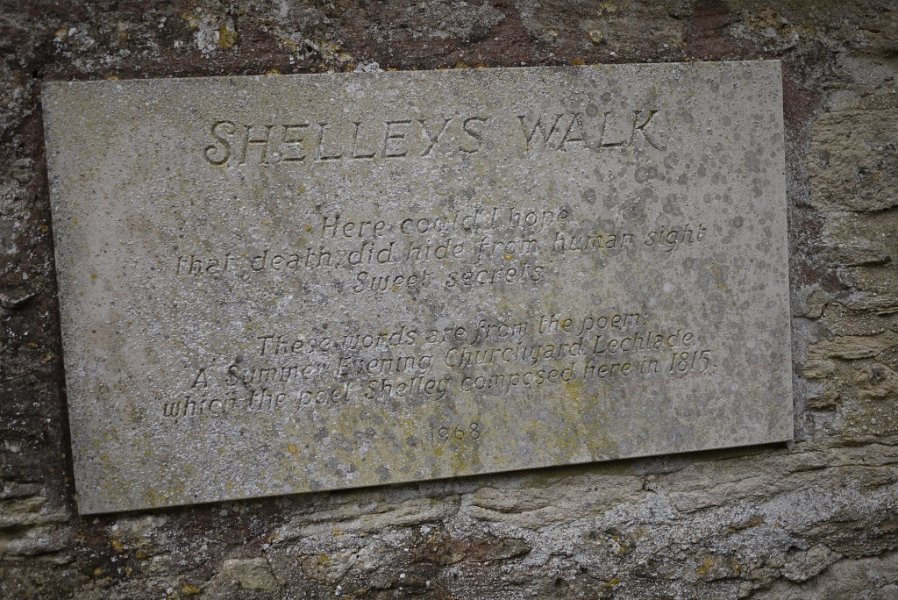 SHELLEYS WALK
"Here could I hope
that death did hide from human sight
Sweet secrets"
These words are from the poem:
A Summer Evening Churchyard Lechlade
which the poet Shelley composed here in 1815.
1968